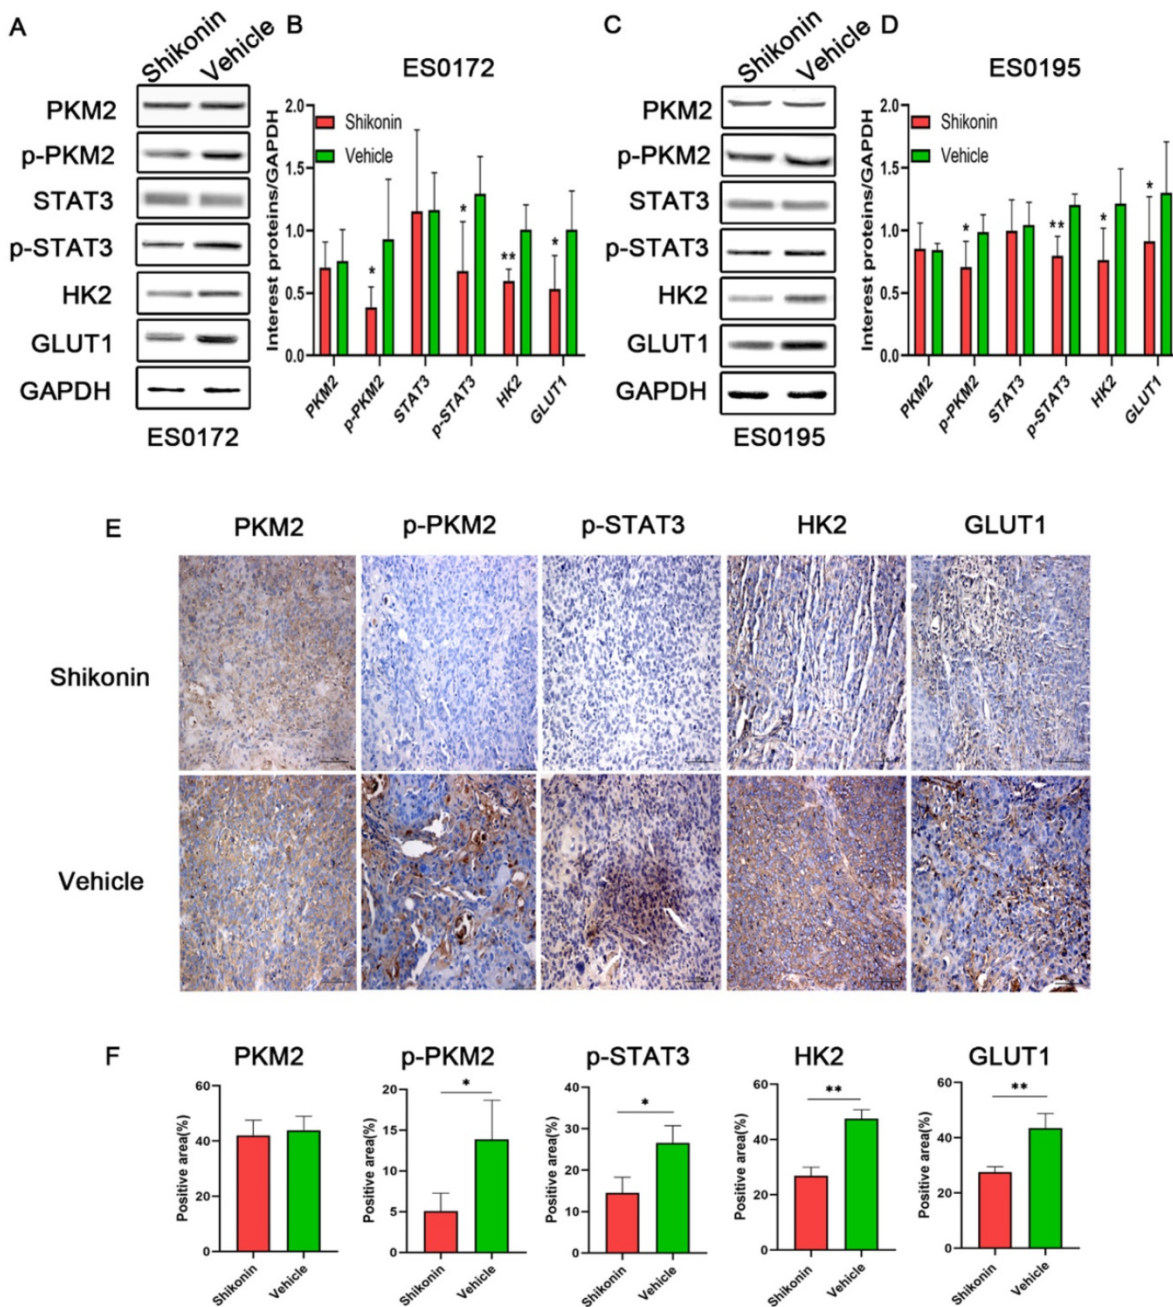 A
Shikonin
Vehicle
PKM2
p-PKM2
STAT3
p-STAT3
HK2
GLUT1
GAPDH
ES0172
B
ES0172
Interest proteins/GAPDH
2.0
1.5
1.0
0.5
0.0
Shikonin
Vehicle
*
*
**
*
PKM2
p-PKM2
STAT3
p-STAT3
HK2
GLUT1
C
Shikonin
Vehicle
PKM2
p-PKM2
STAT3
p-STAT3
HK2
GLUT1
GAPDH
ES0195
D
ES0195
Interest proteins/GAPDH
2.0
1.5
1.0
0.5
0.0
Shikonin
Vehicle
*
**
*
*
PKM2
p-PKM2
STAT3
p-STAT3
HK2
GLUT1
E
PKM2
p-PKM2
p-STAT3
HK2
GLUT1
Shikonin
Vehicle
F
PKM2
Positive area(%)
60
40
20
0
Shikonin
Vehicle
p-PKM2
Positive area(%)
20
15
10
5
0
*
Shikonin
Vehicle
p-STAT3
Positive area(%)
40
30
20
10
0
*
Shikonin
Vehicle
HK2
Positive area(%)
60
40
20
0
**
Shikonin
Vehicle
GLUT1
Positive area(%)
60
40
20
0
**
Shikonin
Vehicle